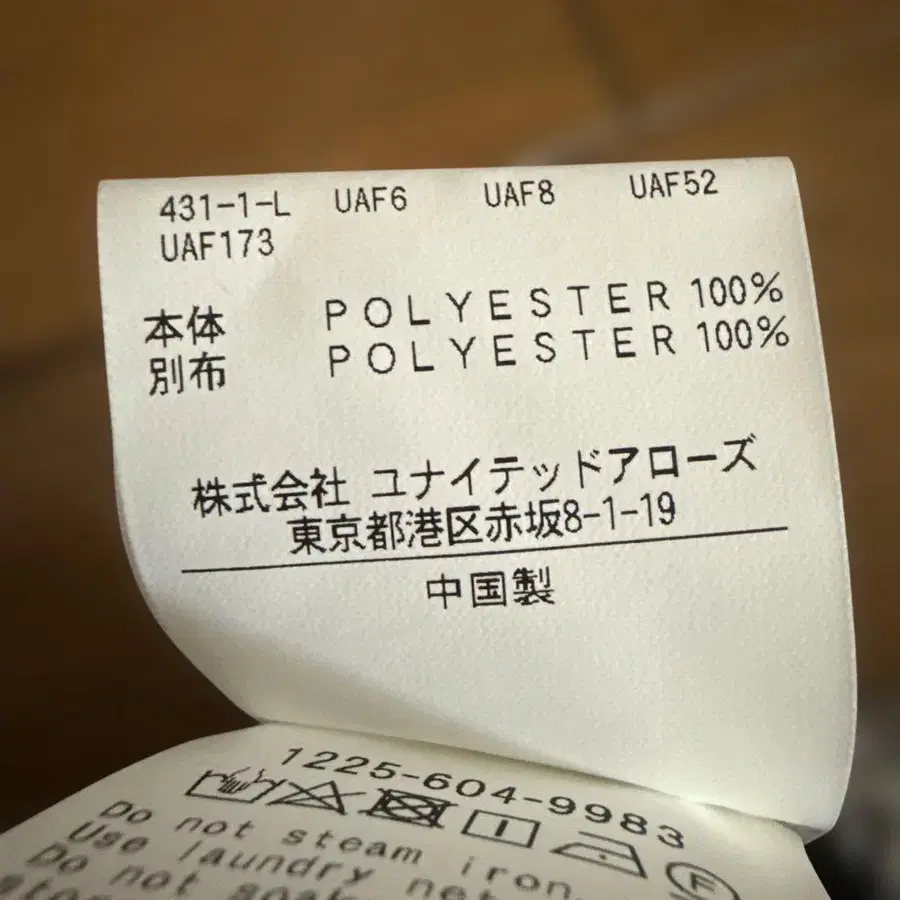 431-1-L UAF6 UAF8 UAF52
UAF173
本体 POLYESTER 100%
別布 POLYESTER 100%
株式会社 ユナイテッドアローズ
東京都港区赤坂8-1-19
中国製
1225-604-9983
F
Do not steam iron
Use laundry net
Do not soak